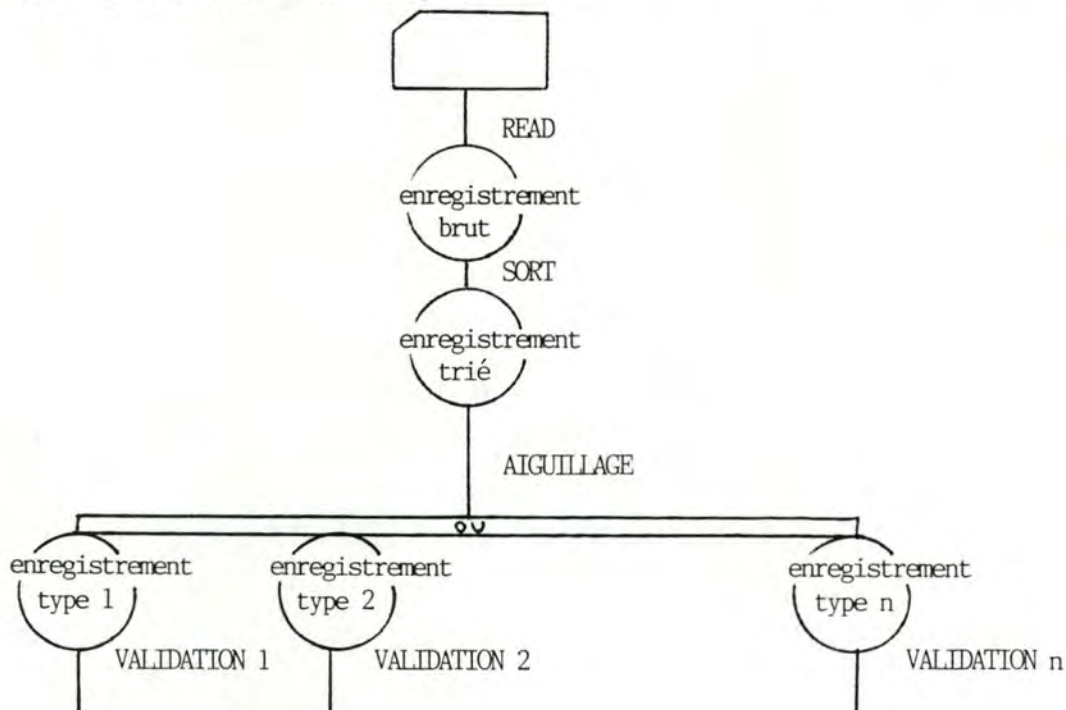 READ
enregistrement
brut
SORT
enregistrement
trié
AIGUILLAGE
OU
enregistrement enregistrement enregistrement
type 1 type 2 type n
VALIDATION 1 VALIDATION 2 VALIDATION n